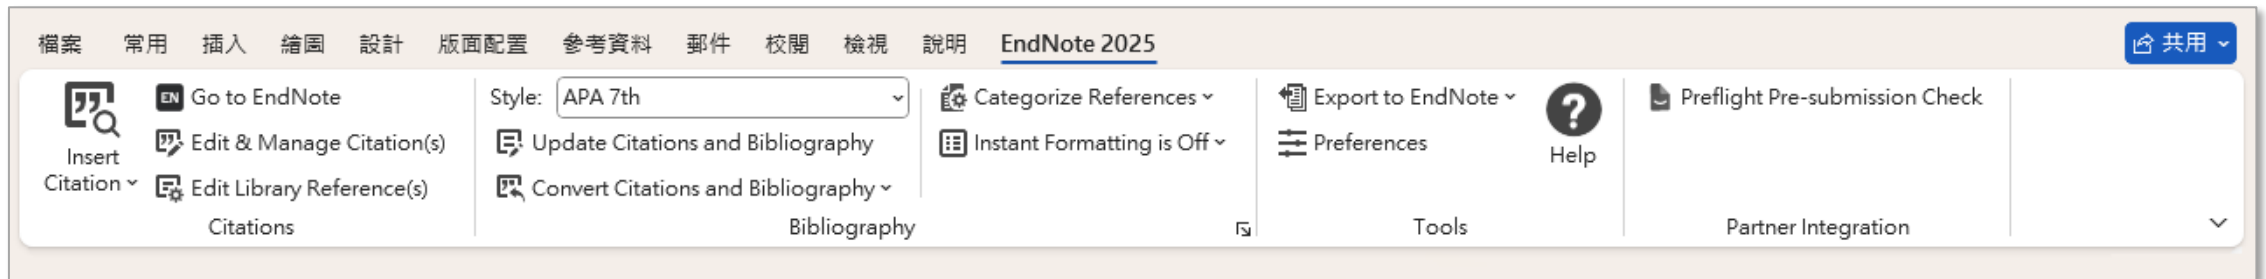 檔案 常用 插入 繪圖 設計 版面配置 參考資料 郵件 校閱 檢視 說明 EndNote 2025 共用
Insert Citation
EN Go to EndNote
Edit & Manage Citation(s)
Edit Library Reference(s)
Citations
Style: APA 7th
Update Citations and Bibliography
Convert Citations and Bibliography
Categorize References
Instant Formatting is Off
Bibliography
Export to EndNote
Preferences
Help
Tools
Preflight Pre-submission Check
Partner Integration